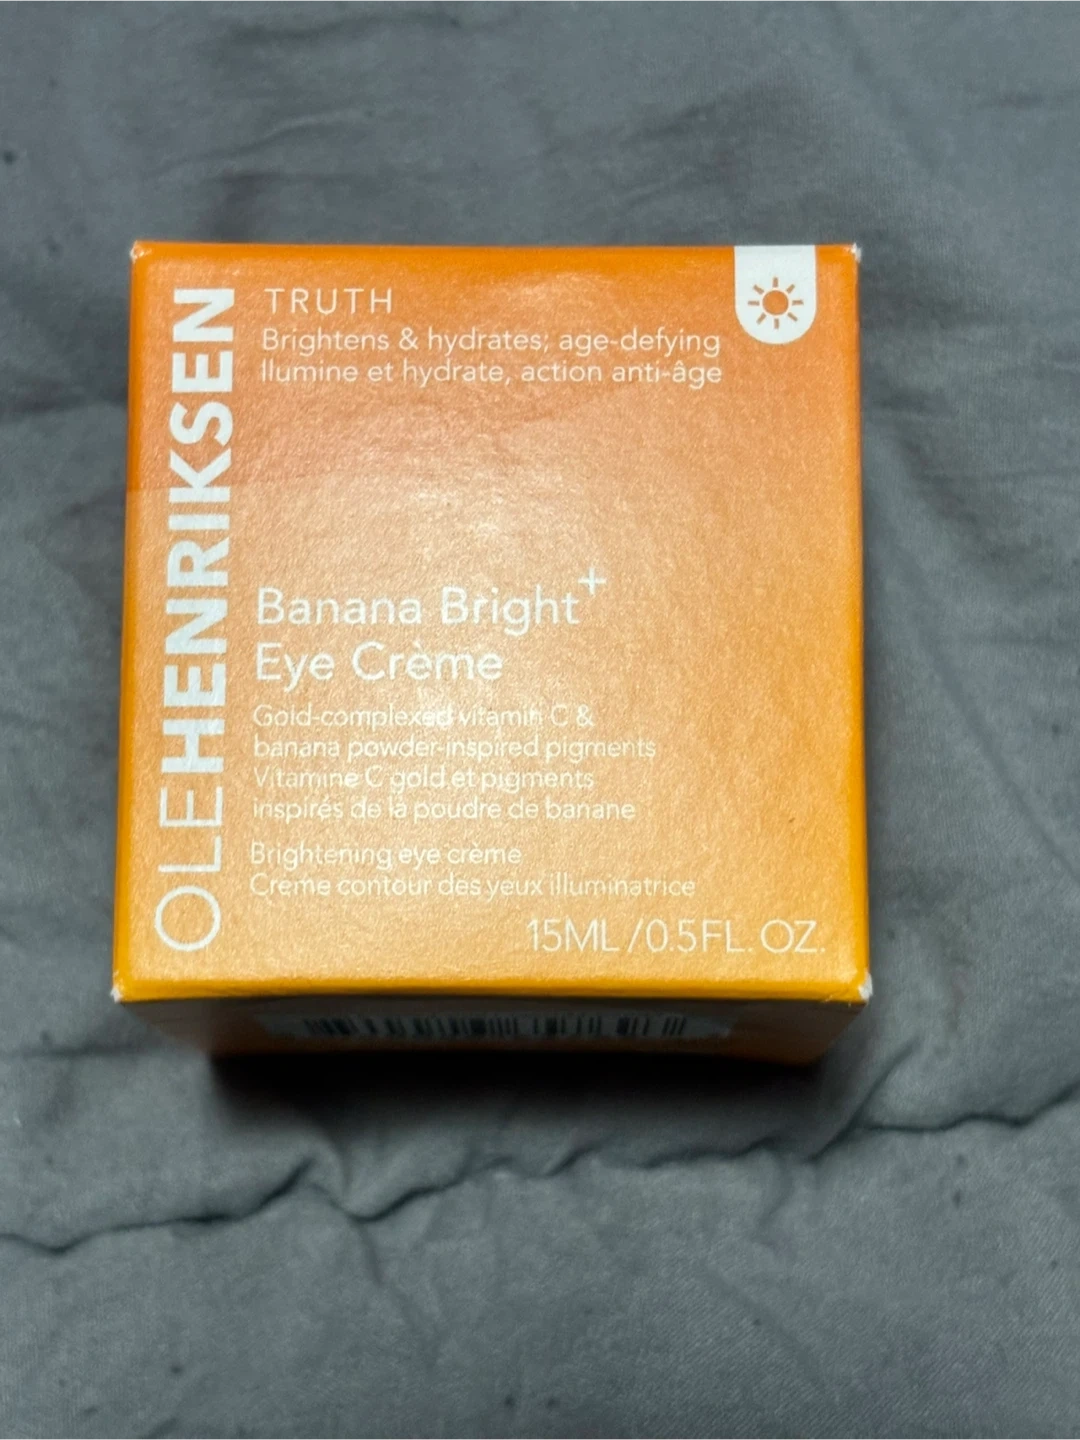 OLEHENRIKSEN
TRUTH
Brightens & hydrates; age-defying
Ilumine et hydrate, action anti-âge
Banana Bright+
Eye Crème
Gold-complexed vitamin C &
banana powder-inspired pigments
Vitamine C gold et pigments
inspirés de la poudre de banane
Brightening eye crème
Crème contour des yeux illuminatrice
15ML/0.5FL. OZ.